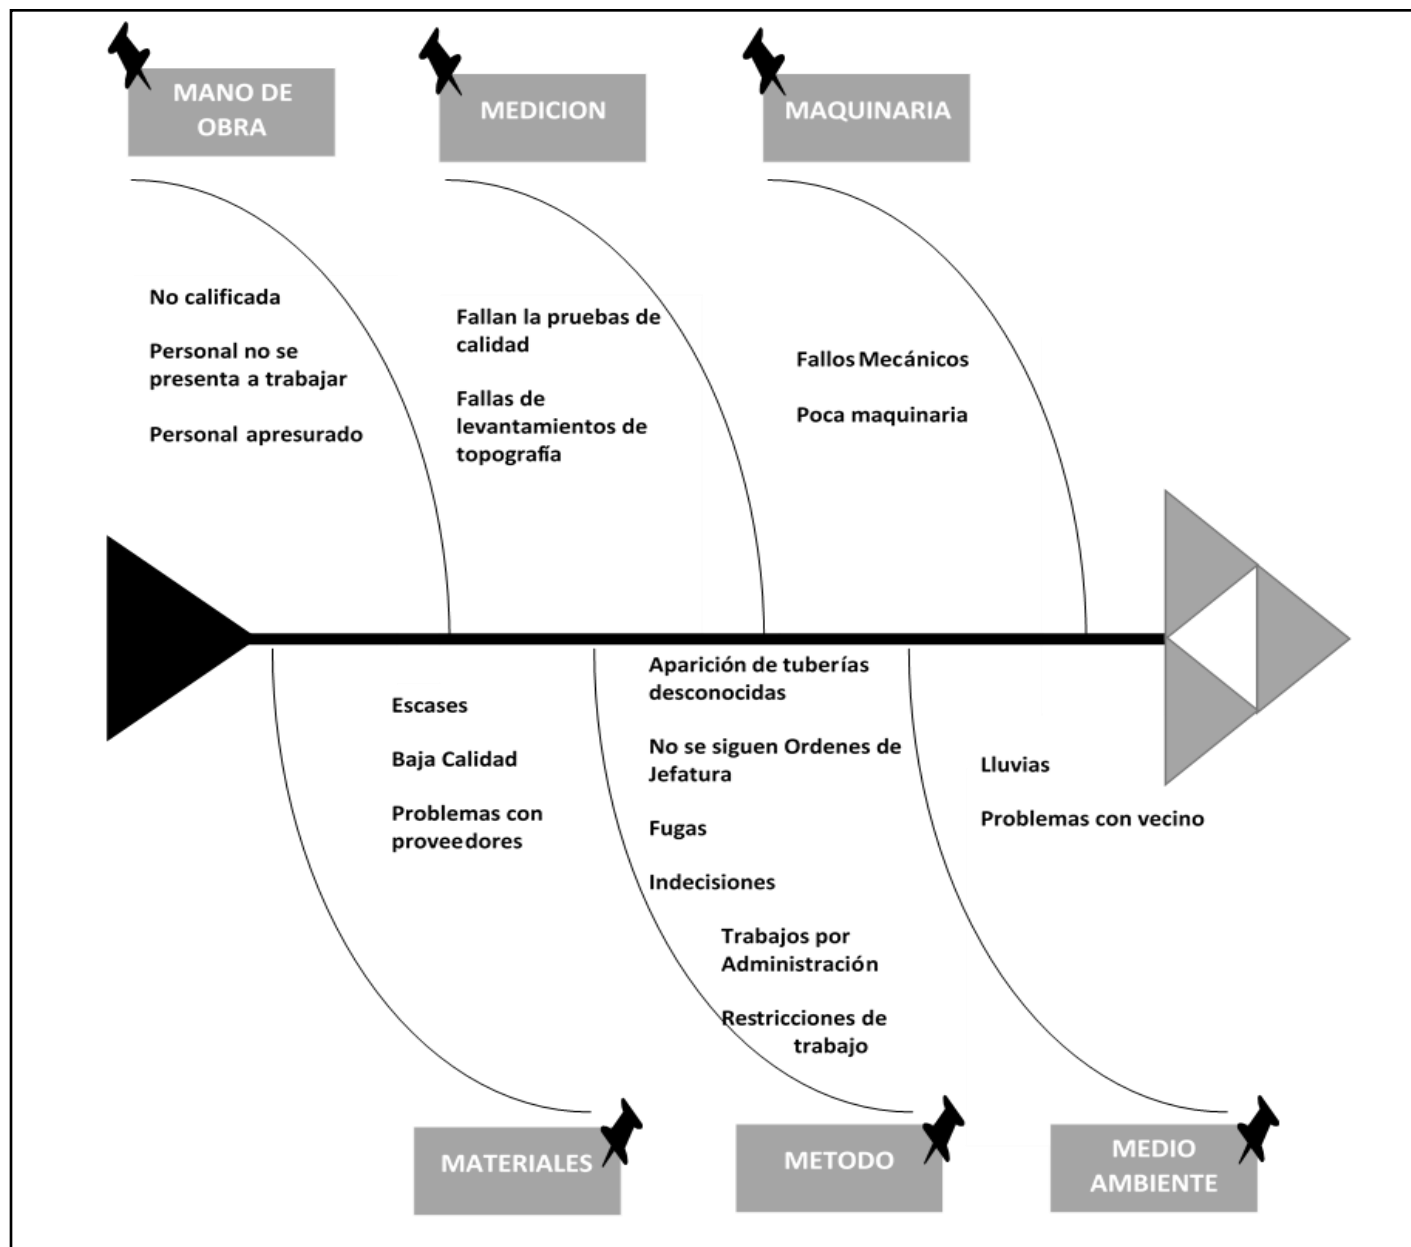 MANO DE
OBRA
MEDICION
MAQUINARIA
No calificada
Personal no se
presenta a trabajar
Personal apresurado
Fallan la pruebas de
calidad
Fallas de
levantamientos de
topografía
Fallos Mecánicos
Poca maquinaria
Escases
Baja Calidad
Problemas con
proveedores
Aparición de tuberías
desconocidas
No se siguen Ordenes de
Jefatura
Fugas
Indecisiones
Trabajos por
Administración
Restricciones de
trabajo
Lluvias
Problemas con vecino
MATERIALES
METODO
MEDIO
AMBIENTE